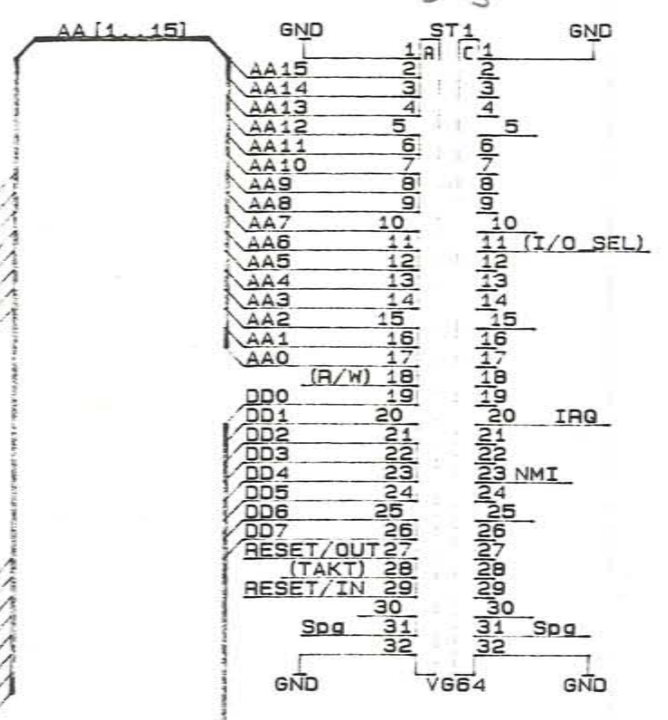 AA[1..15] GND ST1 GND
1 A C 1
AA15 2 2
AA14 3 3
AA13 4 4
AA12 5 5
AA11 6 6
AA10 7 7
AA9 8 8
AA8 9 9
AA7 10 10
AA6 11 11 (I/O_SEL)
AA5 12 12
AA4 13 13
AA3 14 14
AA2 15 15
AA1 16 16
AA0 17 17
(R/W) 18 18
DD0 19 19
DD1 20 20 IRQ
DD2 21 21
DD3 22 22
DD4 23 23 NMI
DD5 24 24
DD6 25 25
DD7 26 26
RESET/OUT 27 27
(TAKT) 28 28
RESET/IN 29 29
30 30
Spg 31 31 Spg
32 32
GND VG64 GND